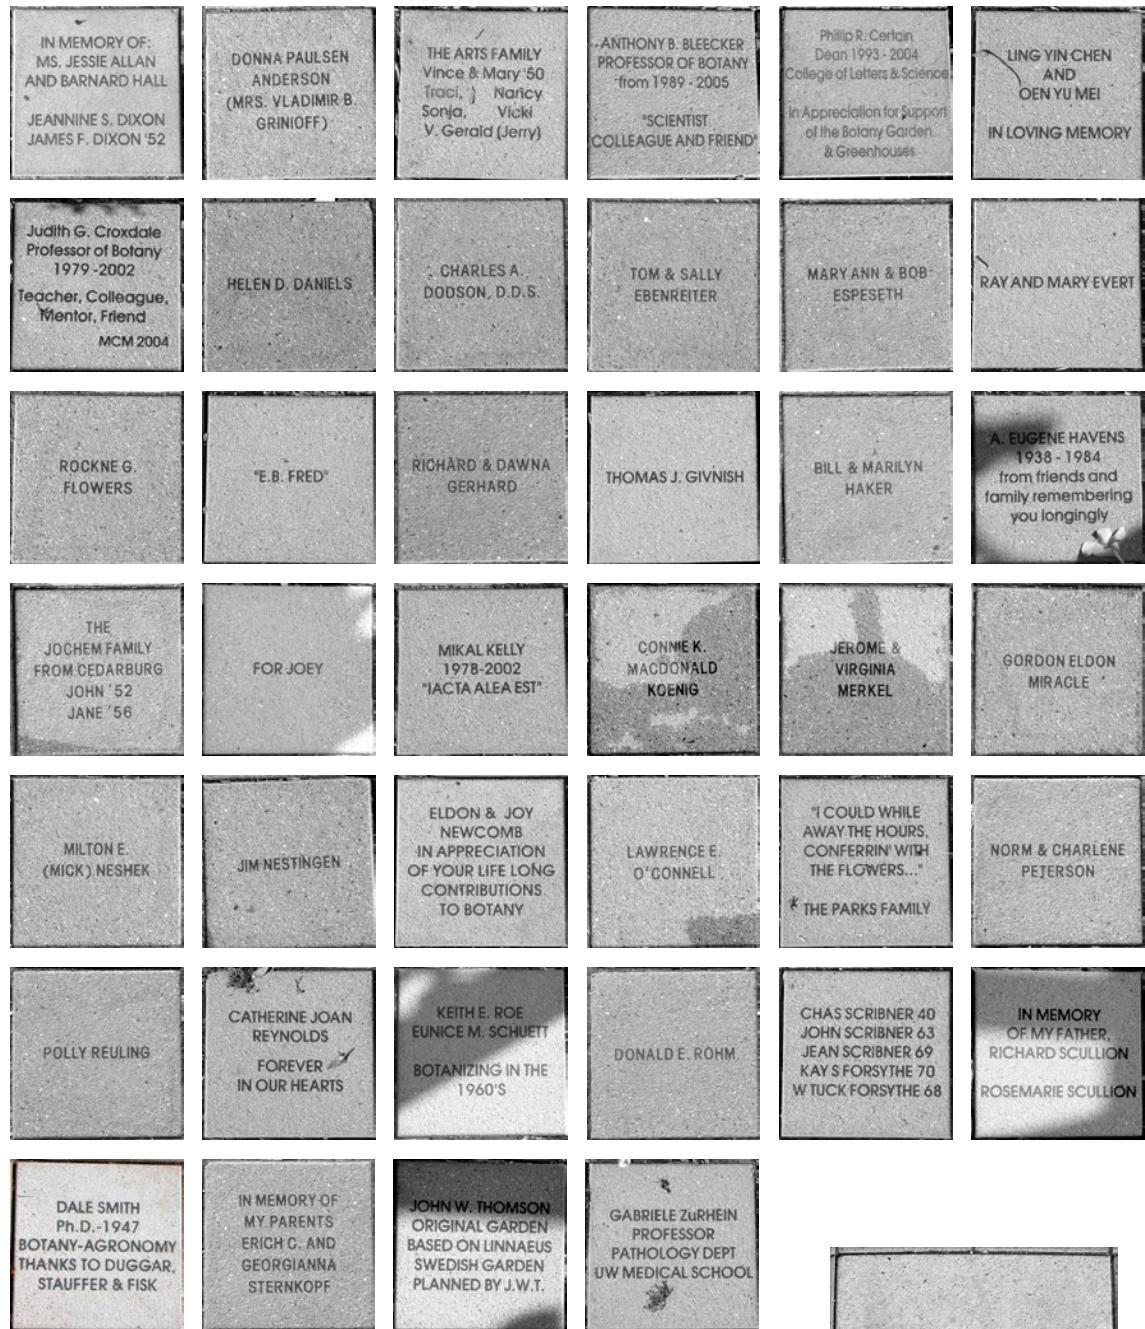 IN MEMORY OF:
MS. JESSIE ALLAN
AND BARNARD HALL
JEANNINE S. DIXON
JAMES F. DIXON '52
DONNA PAULSEN
ANDERSON
(MRS. VLADIMIR B.
GRINIOFF)
THE ARTS FAMILY
Vince & Mary '50
Traci, Nancy
Sonja, Vicki
V. Gerald (Jerry)
ANTHONY B. BLEECKER
PROFESSOR OF BOTANY
from 1989 - 2005
"SCIENTIST
COLLEAGUE AND FRIEND"
Phillip R. Certain
Dean 1993 - 2004
College of Letters & Science
In Appreciation for Support
of the Botany Garden
& Greenhouses
LING YIN CHEN
AND
OEN YU MEI
IN LOVING MEMORY
Judith G. Croxdale
Professor of Botany
1979 -2002
Teacher, Colleague,
Mentor, Friend
MCM 2004
HELEN D. DANIELS
CHARLES A.
DODSON, D.D.S.
TOM & SALLY
EBENREITER
MARY ANN & BOB
ESPESETH
RAY AND MARY EVERT
ROCKNE G.
FLOWERS
"E.B. FRED"
RICHARD & DAWNA
GERHARD
THOMAS J. GIVNISH
BILL & MARILYN
HAKER
A. EUGENE HAVENS
1938 - 1984
from friends and
family remembering
you longingly
THE
JOCHEM FAMILY
FROM CEDARBURG
JOHN '52
JANE '56
FOR JOEY
MIKAL KELLY
1978-2002
"IACTA ALEA EST"
CONNIE K.
MACDONALD
KOENIG
JEROME &
VIRGINIA
MERKEL
GORDON ELDON
MIRACLE
MILTON E.
(MICK) NESHEK
JIM NESTINGEN
ELDON & JOY
NEWCOMB
IN APPRECIATION
OF YOUR LIFE LONG
CONTRIBUTIONS
TO BOTANY
LAWRENCE E.
O'CONNELL
"I COULD WHILE
AWAY THE HOURS,
CONFERRIN' WITH
THE FLOWERS..."
THE PARKS FAMILY
NORM & CHARLENE
PETERSON
POLLY REULING
CATHERINE JOAN
REYNOLDS
FOREVER
IN OUR HEARTS
KEITH E. ROE
EUNICE M. SCHUETT
BOTANIZING IN THE
1960'S
DONALD E. ROHM
CHAS SCRIBNER 40
JOHN SCRIBNER 63
JEAN SCRIBNER 69
KAY S FORSYTHE 70
W TUCK FORSYTHE 68
IN MEMORY
OF MY FATHER,
RICHARD SCULLION
ROSEMARIE SCULLION
DALE SMITH
Ph.D.-1947
BOTANY-AGRONOMY
THANKS TO DUGGAR,
STAUFFER & FISK
IN MEMORY OF
MY PARENTS
ERICH C. AND
GEORGIANNA
STERNKOPF
JOHN W. THOMSON
ORIGINAL GARDEN
BASED ON LINNAEUS
SWEDISH GARDEN
PLANNED BY J.W.T.
GABRIELE ZuRHEIN
PROFESSOR
PATHOLOGY DEPT
UW MEDICAL SCHOOL